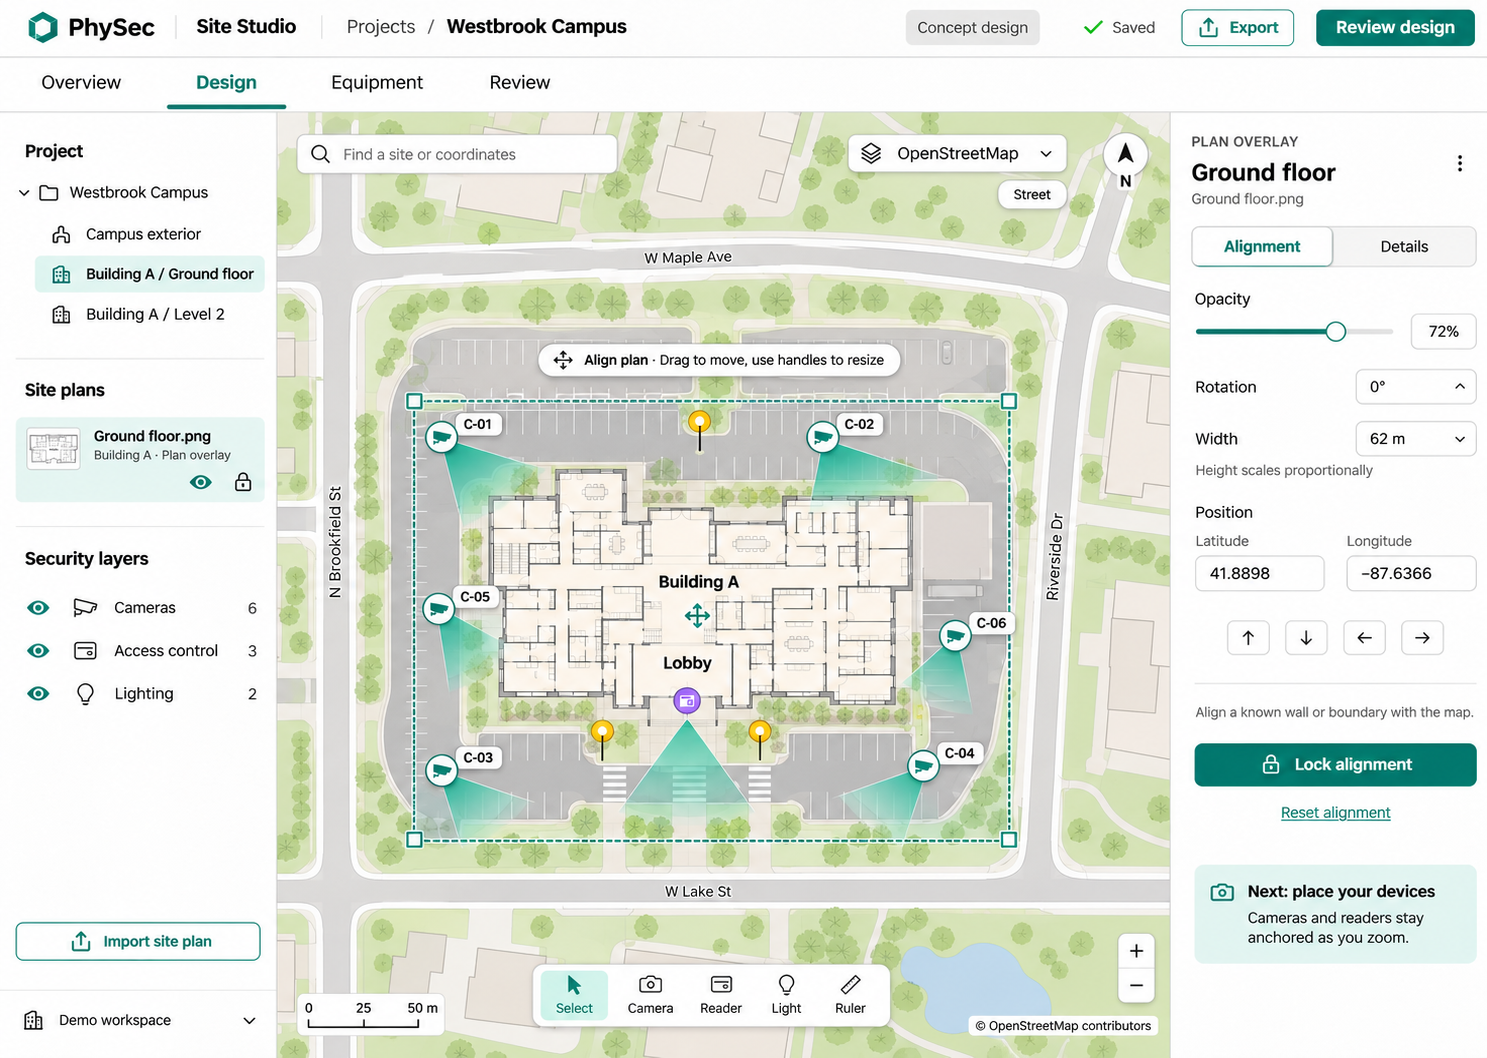 PhySec
Site Studio
Projects / Westbrook Campus
Concept design
Saved
Export
Review design
Overview
Design
Equipment
Review
Project
Westbrook Campus
Campus exterior
Building A / Ground floor
Building A / Level 2
Site plans
Ground floor.png
Building A · Plan overlay
Security layers
Cameras 6
Access control 3
Lighting 2
Import site plan
Demo workspace
Find a site or coordinates
OpenStreetMap
Street
N
W Maple Ave
Align plan · Drag to move, use handles to resize
C-01
C-02
N Brookfield St
Riverside Dr
Building A
C-05
C-06
Lobby
C-03
C-04
W Lake St
0 25 50 m
Select
Camera
Reader
Light
Ruler
+
−
© OpenStreetMap contributors
PLAN OVERLAY
Ground floor
Ground floor.png
Alignment
Details
Opacity
72%
Rotation
0°
Width
62 m
Height scales proportionally
Position
Latitude
Longitude
41.8898
−87.6366
Align a known wall or boundary with the map.
Lock alignment
Reset alignment
Next: place your devices
Cameras and readers stay
anchored as you zoom.